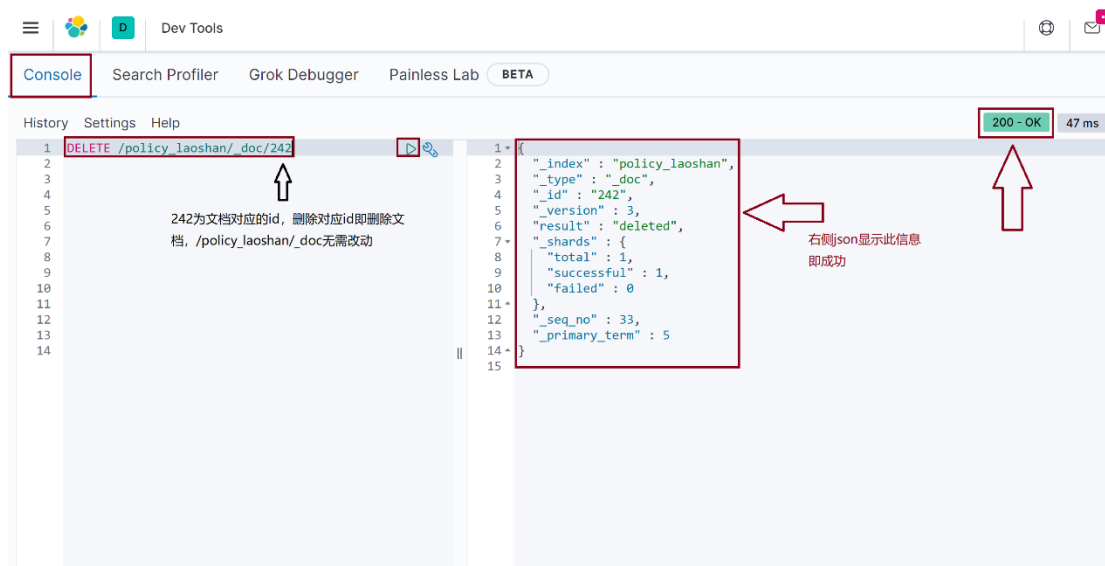 D Dev Tools
Console Search Profiler Grok Debugger Painless Lab BETA
History Settings Help
200 - OK 47 ms
1 DELETE /policy_laoshan/_doc/242
2
3
4
5
6
7
8
9
10
11
12
13
14
242为文档对应的id，删除对应id即删除文
档，/policy_laoshan/_doc无需改动
1 {
2 "_index" : "policy_laoshan",
3 "_type" : "_doc",
4 "_id" : "242",
5 "_version" : 3,
6 "result" : "deleted",
7 "_shards" : {
8 "total" : 1,
9 "successful" : 1,
10 "failed" : 0
11 },
12 "_seq_no" : 33,
13 "_primary_term" : 5
14 }
15
右侧json显示此信息
即成功